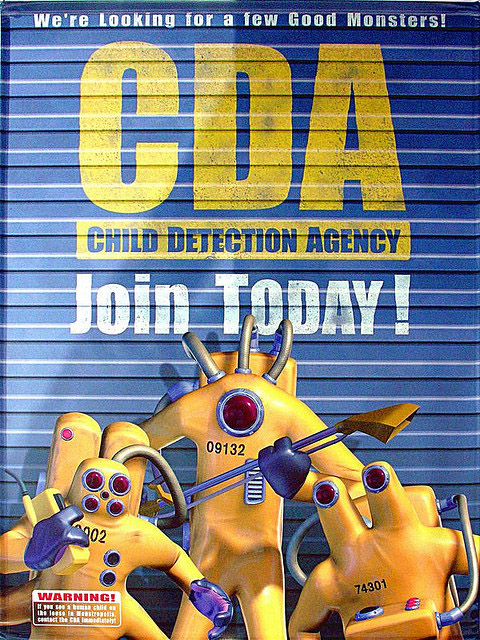 We're Looking for a few Good Monsters!
CDA
CHILD DETECTION AGENCY
Join TODAY!
09132
002
74301
WARNING!
If you see a human child on
the loose in Monstropolis,
contact the CDA immediately!